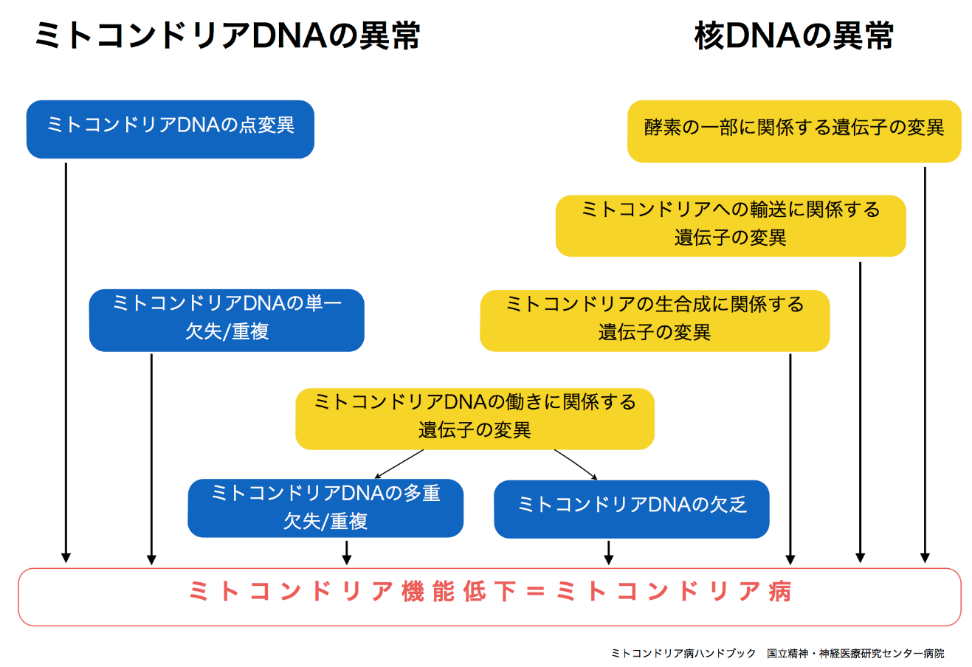 ミトコンドリアDNAの異常
核DNAの異常
ミトコンドリアDNAの点変異
酵素の一部に関係する遺伝子の変異
ミトコンドリアへの輸送に関係する
遺伝子の変異
ミトコンドリアDNAの単一
欠失/重複
ミトコンドリアの生合成に関係する
遺伝子の変異
ミトコンドリアDNAの働きに関係する
遺伝子の変異
ミトコンドリアDNAの多重
欠失/重複
ミトコンドリアDNAの欠乏
ミトコンドリア機能低下＝ミトコンドリア病
ミトコンドリア病ハンドブック　国立精神・神経医療研究センター病院